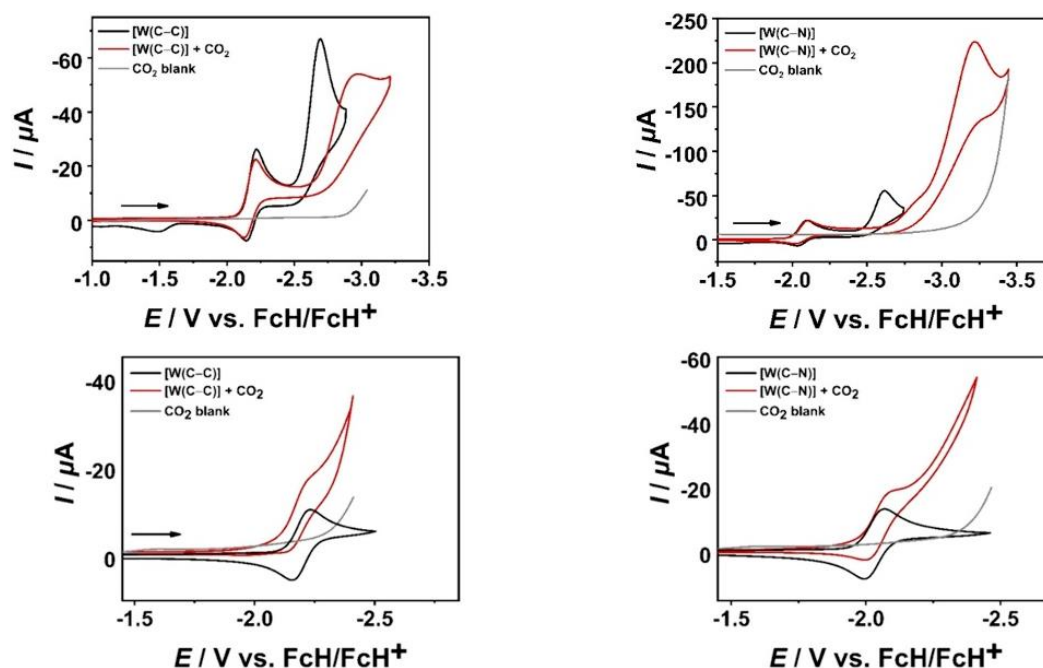 [W(C–C)]
[W(C–C)] + CO₂
CO₂ blank
-60
-40
-20
0
I / µA
-1.0 -1.5 -2.0 -2.5 -3.0 -3.5
E / V vs. FcH/FcH⁺
[W(C–N)]
[W(C–N)] + CO₂
CO₂ blank
-250
-200
-150
-100
-50
0
I / µA
-1.5 -2.0 -2.5 -3.0 -3.5
E / V vs. FcH/FcH⁺
[W(C–C)]
[W(C–C)] + CO₂
CO₂ blank
-40
-20
0
I / µA
-1.5 -2.0 -2.5
E / V vs. FcH/FcH⁺
[W(C–N)]
[W(C–N)] + CO₂
CO₂ blank
-60
-40
-20
0
I / µA
-1.5 -2.0 -2.5
E / V vs. FcH/FcH⁺